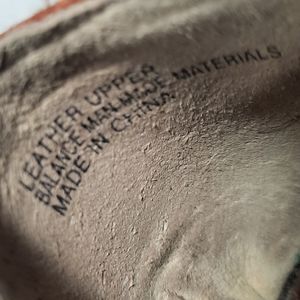 LEATHER UPPER
BALANCE MAN MADE MATERIALS
MADE IN CHINA